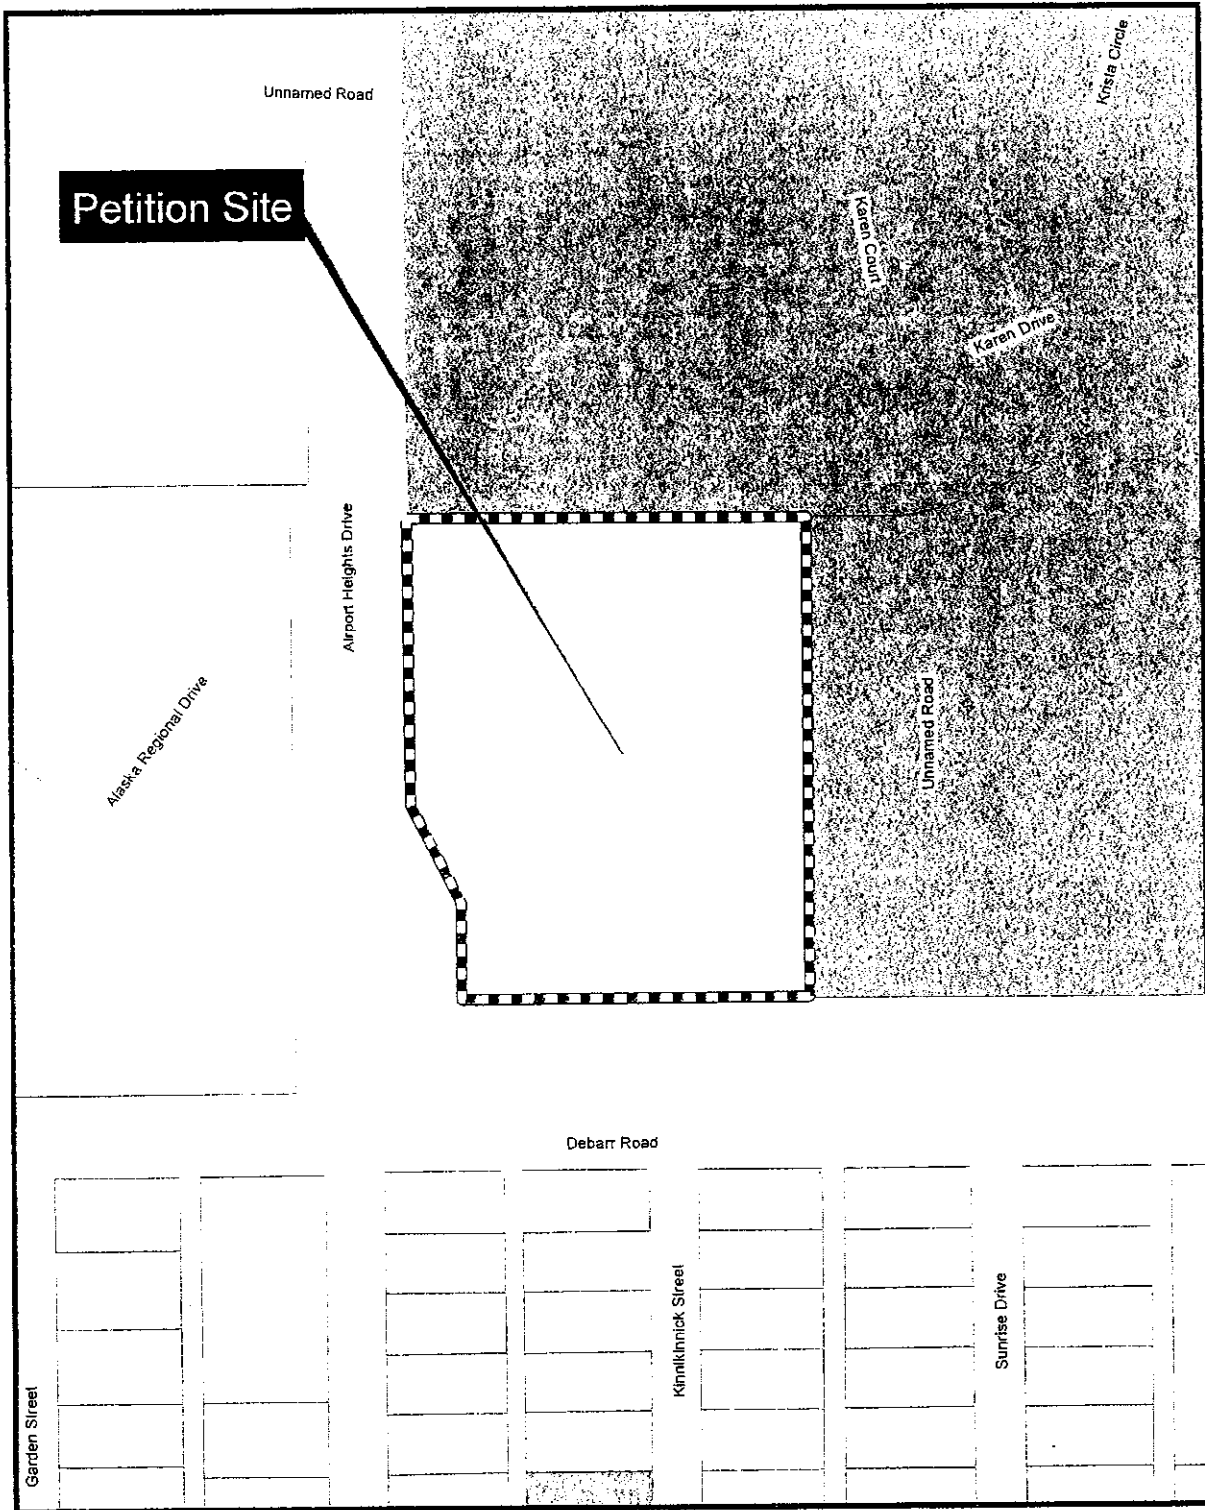 Unnamed Road
Krista Circle
Petition Site
Karen Court
Karen Drive
Airport Heights Drive
Alaska Regional Drive
Unnamed Road
Debarr Road
Kinnikinnick Street
Sunrise Drive
Garden Street